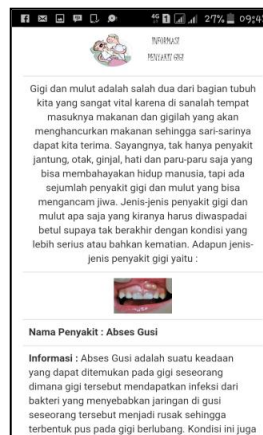 4G 27% 09:47
INFORMASI
PENYAKIT GIGI
Gigi dan mulut adalah salah dua dari bagian tubuh
kita yang sangat vital karena di sanalah tempat
masuknya makanan dan gigilah yang akan
menghancurkan makanan sehingga sari-sarinya
dapat kita terima. Sayangnya, tak hanya penyakit
jantung, otak, ginjal, hati dan paru-paru saja yang
bisa membahayakan hidup manusia, tapi ada
sejumlah penyakit gigi dan mulut yang bisa
mengancam jiwa. Jenis-jenis penyakit gigi dan
mulut apa saja yang kiranya harus diwaspadai
betul supaya tak berakhir dengan kondisi yang
lebih serius atau bahkan kematian. Adapun jenis-
jenis penyakit gigi yaitu :
Nama Penyakit : Abses Gusi
Informasi : Abses Gusi adalah suatu keadaan
yang dapat ditemukan pada gigi seseorang
dimana gigi tersebut mendapatkan infeksi dari
bakteri yang menyebabkan jaringan di gusi
seseorang tersebut menjadi rusak sehingga
terbentuk pus pada gigi berlubang. Kondisi ini juga